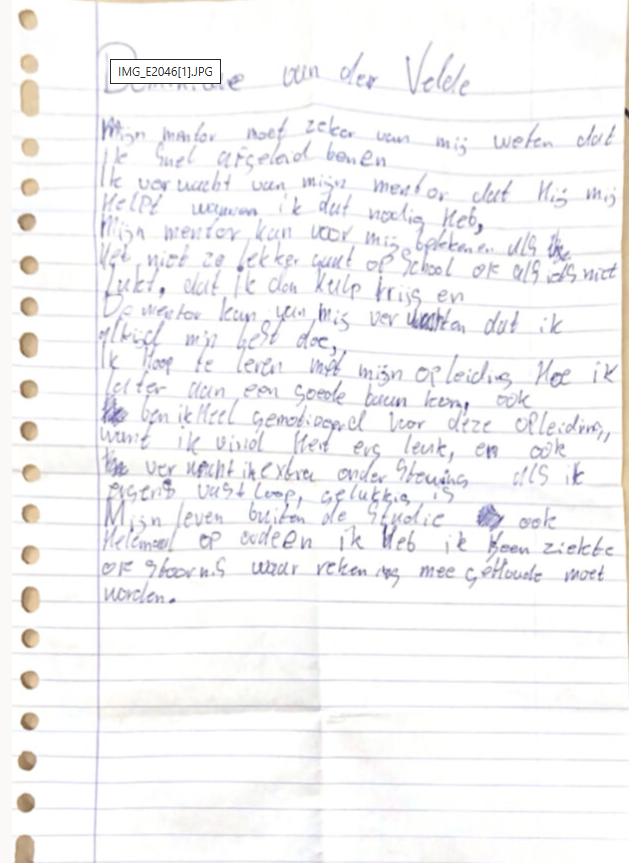 IMG_E2046[1].JPG
van der Velde
Mijn mentor moet zeker van mij weten dat
ik snel afgeleid benen
Ik verwacht van mijn mentor dat Hij mij
Helpt ik dat nodig Heb,
Mijn mentor kan voor mij betekenen als
Het niet zo lekker gaat op school of als iets niet
Lukt, dat ik dan Hulp krijg en
De mentor kan van mij verwachten dat ik
altijd mijn best doe,
Ik Hoop te leren met mijn opleiding Hoe ik
later aan een goede baan kom, ook
ben ik Heel gemotiveerd voor deze opleiding,
want ik vind Het erg leuk, en ook
verwacht ik extra ondersteuning als ik
ergens vast loop, gelukkig is
Mijn leven buiten de Studie ook
Helemaal op ik Heb ik geen ziekte
of stoornis waar rekening mee geHoude moet
worden.